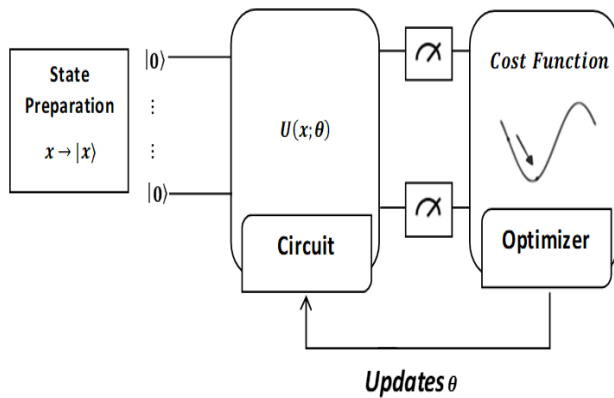 State
Preparation
x → |x⟩
|0⟩
⋮
⋮
|0⟩
U(x;θ)
Circuit
Cost Function
Optimizer
Updates θ